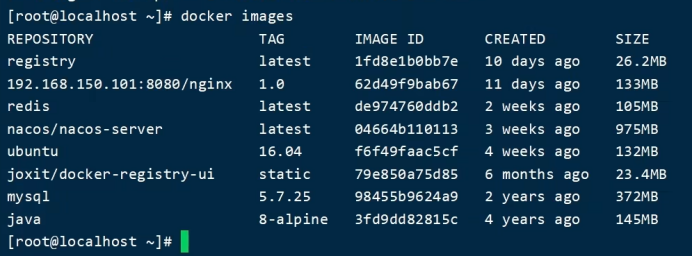 [root@localhost ~]# docker images
REPOSITORY TAG IMAGE ID CREATED SIZE
registry latest 1fd8e1b0bb7e 10 days ago 26.2MB
192.168.150.101:8080/nginx 1.0 62d49f9bab67 11 days ago 133MB
redis latest de974760ddb2 2 weeks ago 105MB
nacos/nacos-server latest 04664b110113 3 weeks ago 975MB
ubuntu 16.04 f6f49faac5cf 4 weeks ago 132MB
joxit/docker-registry-ui static 79e850a75d85 6 months ago 23.4MB
mysql 5.7.25 98455b9624a9 2 years ago 372MB
java 8-alpine 3fd9dd82815c 4 years ago 145MB
[root@localhost ~]#